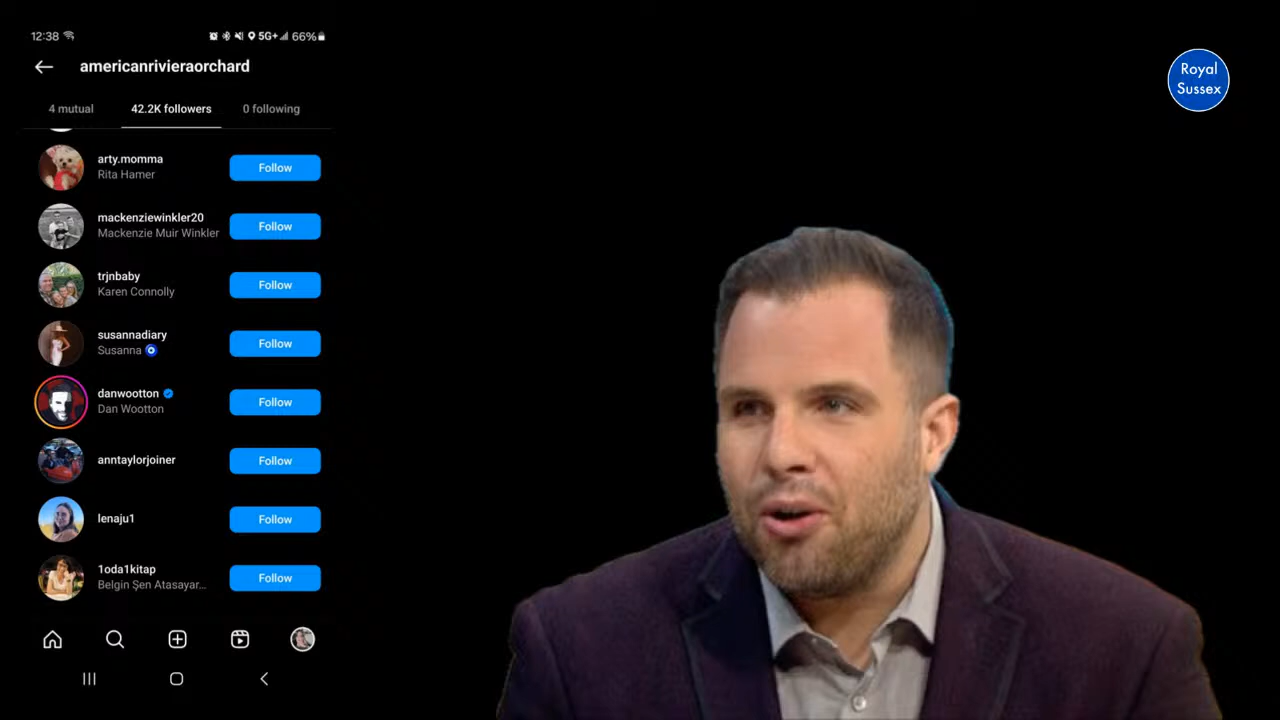 12:38
5G+ 66%
americanrivieraorchard
4 mutual
42.2K followers
0 following
arty.momma
Rita Hamer
Follow
mackenziewinkler20
Mackenzie Muir Winkler
Follow
trjnbaby
Karen Connolly
Follow
susannadiary
Susanna
Follow
danwootton
Dan Wootton
Follow
anntaylorjoiner
Follow
lenaju1
Follow
1oda1kitap
Belgin Şen Atasayar...
Follow
Royal
Sussex